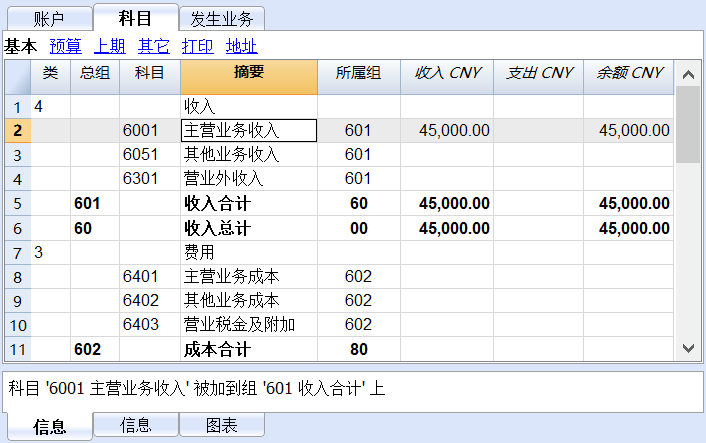 账户 科目 发生业务
基本 预算 上期 其它 打印 地址
类 总组 科目 摘要 所属组 收入 CNY 支出 CNY 余额 CNY
1 4 收入
2 6001 主营业务收入 601 45,000.00 45,000.00
3 6051 其他业务收入 601
4 6301 营业外收入 601
5 601 收入合计 60 45,000.00 45,000.00
6 60 收入总计 00 45,000.00 45,000.00
7 3 费用
8 6401 主营业务成本 602
9 6402 其他业务成本 602
10 6403 营业税金及附加 602
11 602 成本合计 80
科目 '6001 主营业务收入' 被加到组 '601 收入合计' 上
信息 信息 图表